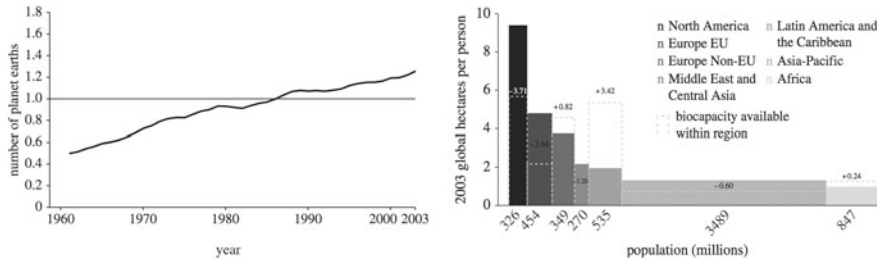 number of planet earths
1.8
1.6
1.4
1.2
1.0
0.8
0.6
0.4
0.2
0
1960
1970
1980
1990
2000 2003
year
2003 global hectares per person
10
8
6
4
2
0
North America
Europe EU
Europe Non-EU
Middle East and
Central Asia
Latin America and
the Caribbean
Asia-Pacific
Africa
biocapacity available
within region
−3.71
−2.64
+0.82
+3.42
−0.60
+0.24
326
454
349
270
535
3489
847
population (millions)